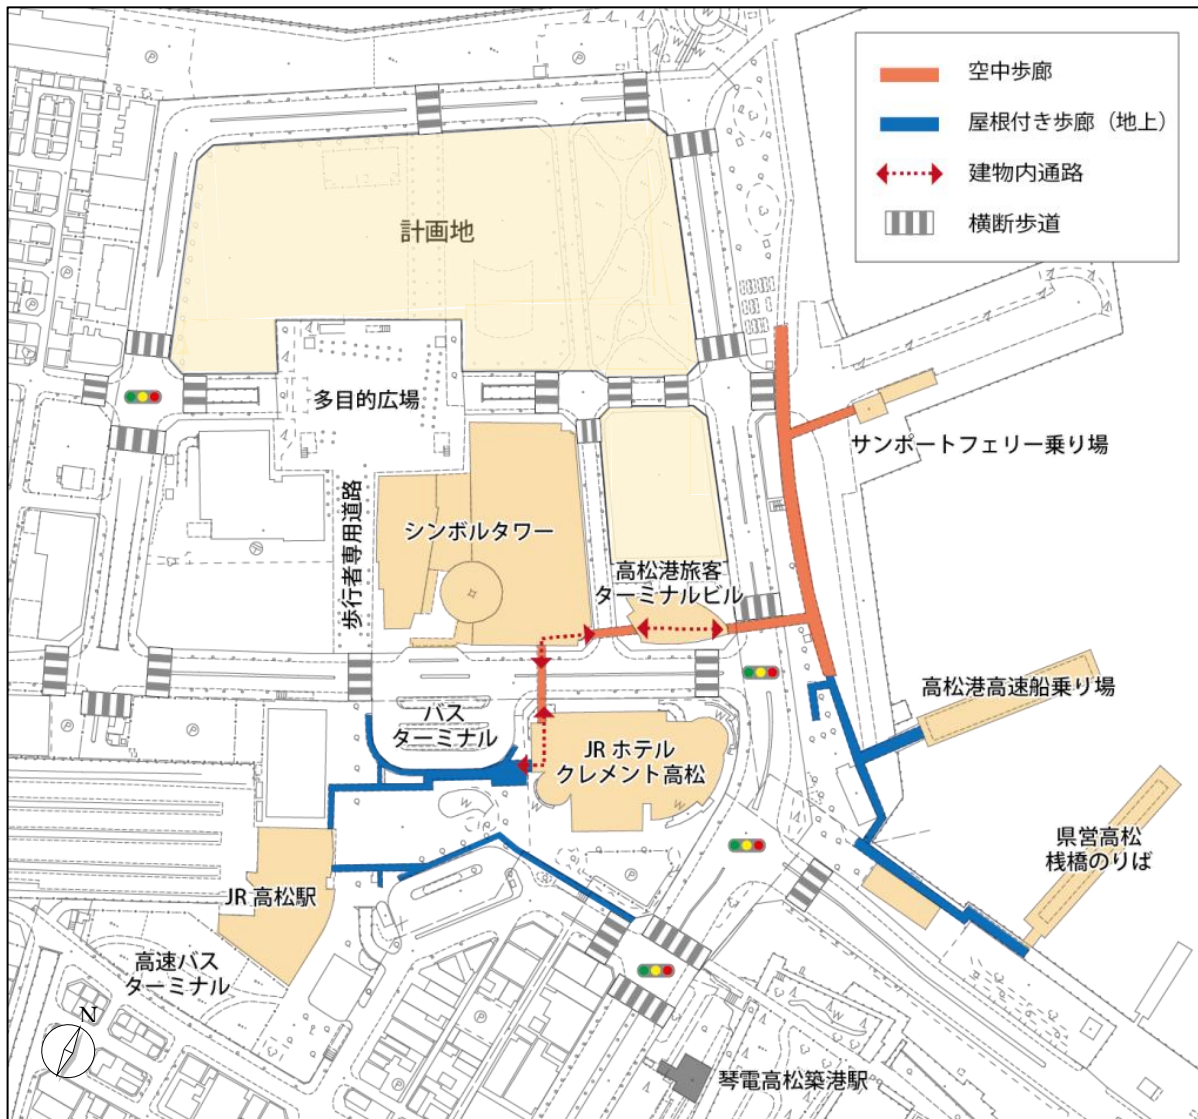 空中歩廊
屋根付き歩廊（地上）
建物内通路
横断歩道
計画地
多目的広場
サンポートフェリー乗り場
シンボルタワー
歩行者専用道路
高松港旅客
ターミナルビル
高松港高速船乗り場
バス
ターミナル
JR ホテル
クレメント高松
県営高松
桟橋のりば
JR 高松駅
高速バス
ターミナル
N
琴電高松築港駅